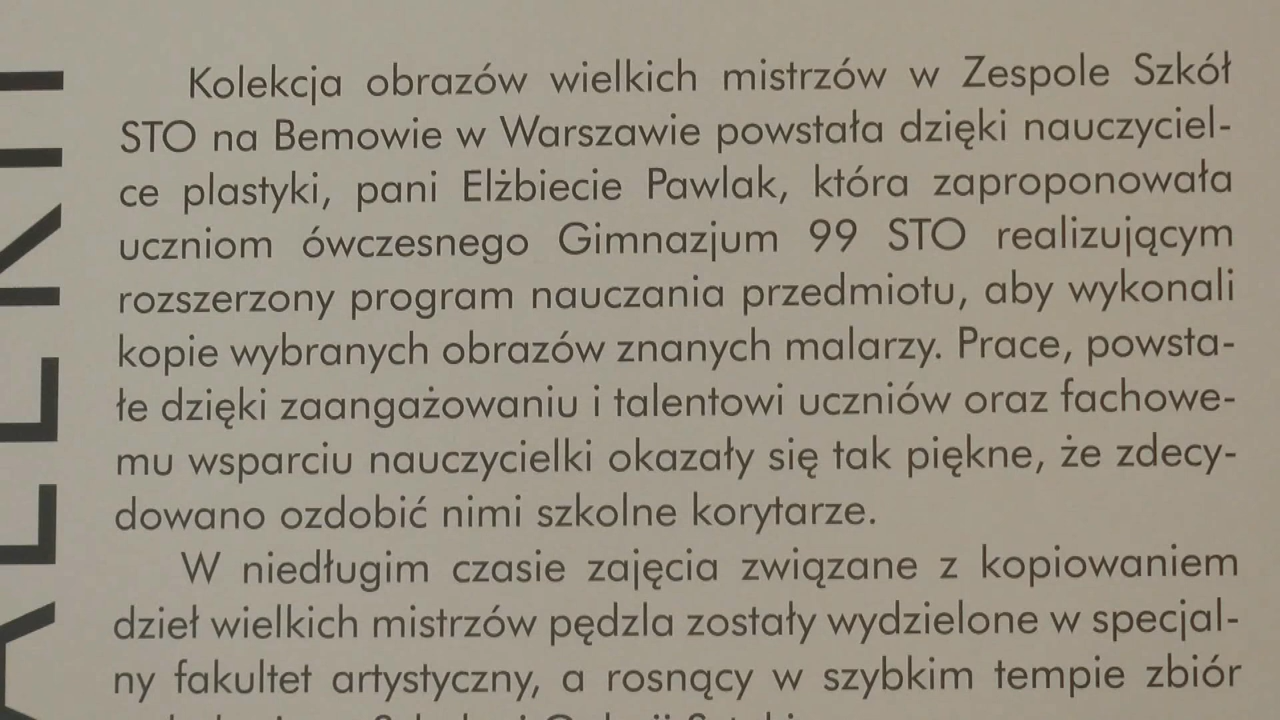 Kolekcja obrazów wielkich mistrzów w Zespole Szkół
STO na Bemowie w Warszawie powstała dzięki nauczyciel-
ce plastyki, pani Elżbiecie Pawlak, która zaproponowała
uczniom ówczesnego Gimnazjum 99 STO realizującym
rozszerzony program nauczania przedmiotu, aby wykonali
kopie wybranych obrazów znanych malarzy. Prace, powsta-
łe dzięki zaangażowaniu i talentowi uczniów oraz fachowe-
mu wsparciu nauczycielki okazały się tak piękne, że zdecy-
dowano ozdobić nimi szkolne korytarze.
W niedługim czasie zajęcia związane z kopiowaniem
dzieł wielkich mistrzów pędzla zostały wydzielone w specjal-
ny fakultet artystyczny, a rosnący w szybkim tempie zbiór